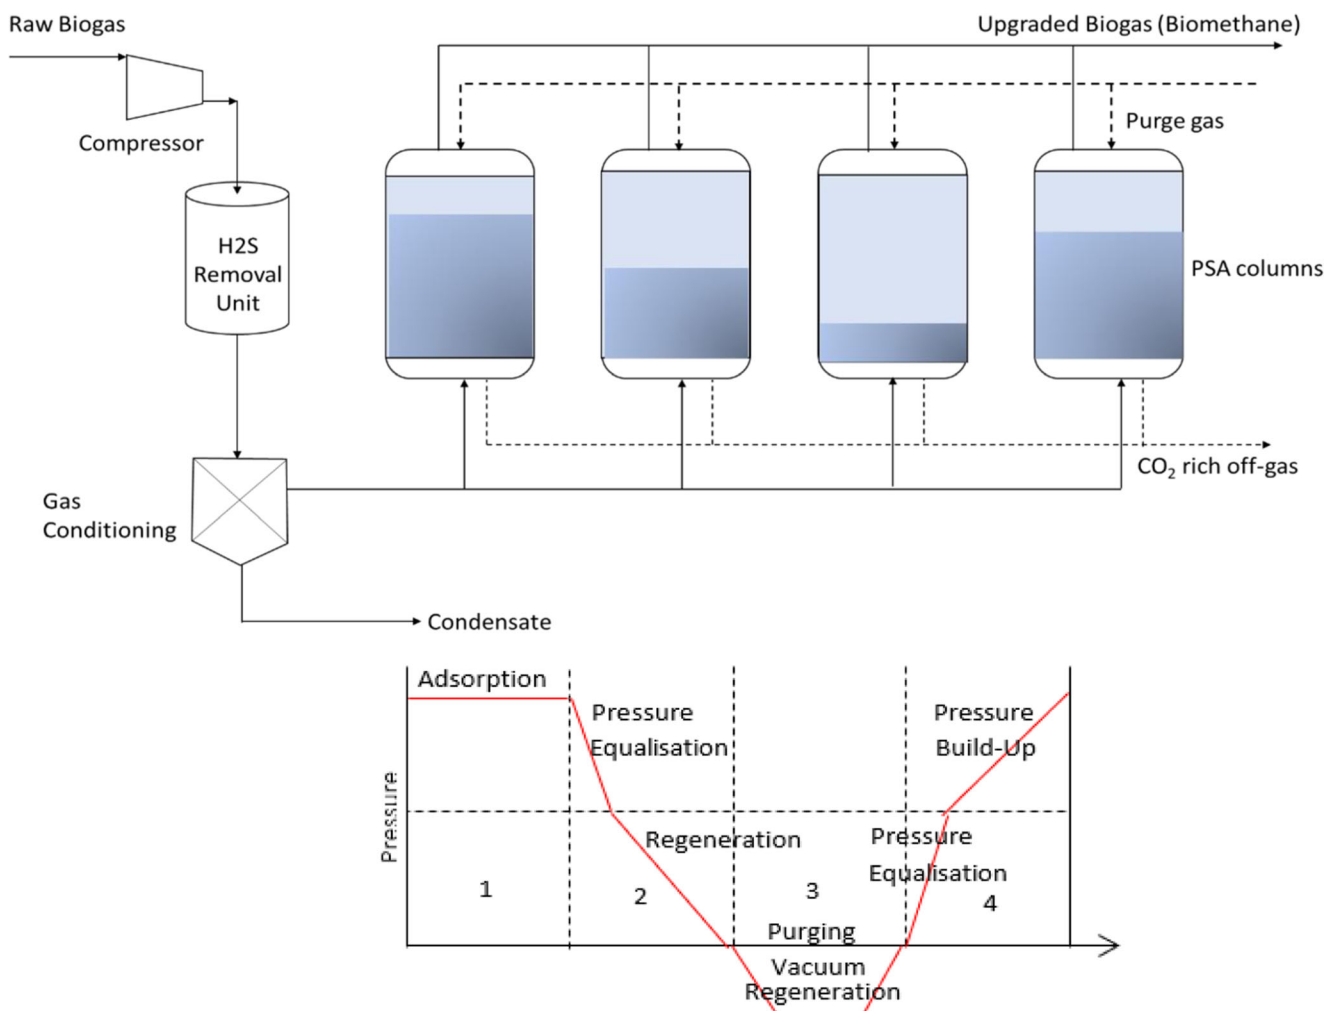 Raw Biogas
Upgraded Biogas (Biomethane)
Compressor
Purge gas
H2S
Removal
Unit
PSA columns
CO₂ rich off-gas
Gas
Conditioning
Condensate
Adsorption
Pressure
Equalisation
Pressure
Build-Up
Pressure
Regeneration
Pressure
Equalisation
1
2
3
4
Purging
Vacuum
Regeneration